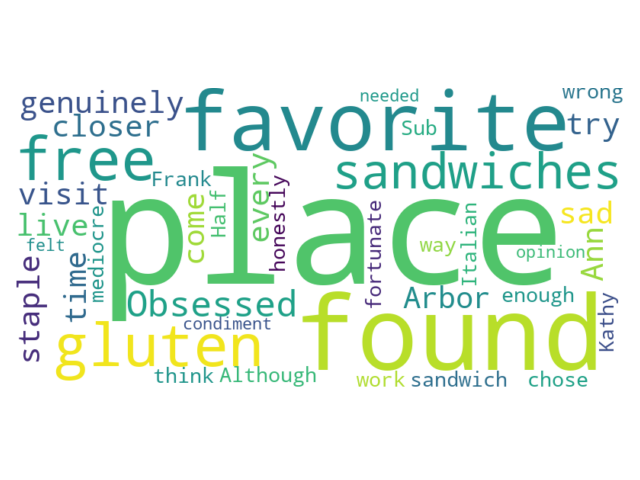 needed
wrong
genuinely
favorite
closer
Sub
try
free
Frank
sandwiches
visit
place
come
Half
every
honestly
live
felt
mediocre
fortunate
way
Italian
sad
opinion
Ann
staple
time
Obsessed
Arbor
enough
found
Kathy
gluten
condiment
think
Although
work
sandwich
chose